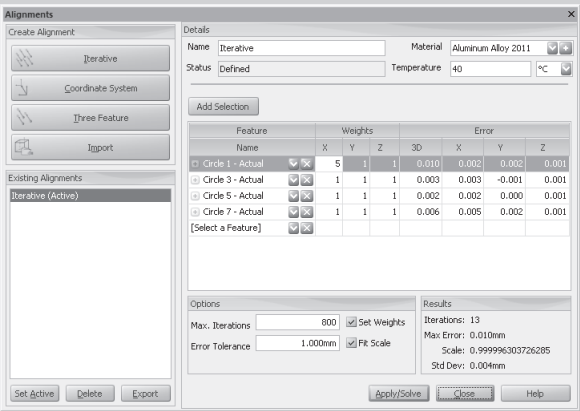 Alignments
Create Alignment
Iterative
Coordinate System
Three Feature
Import
Existing Alignments
Iterative (Active)
Set Active Delete Export
Details
Name Iterative Material Aluminum Alloy 2011
Status Defined Temperature 40 °C
Add Selection
Feature Weights Error
Name X Y Z 3D X Y Z
Circle 1 - Actual 5 1 1 0.010 0.002 0.002 0.001
Circle 3 - Actual 1 1 1 0.003 0.003 -0.001 0.001
Circle 5 - Actual 1 1 1 0.002 0.002 0.000 0.001
Circle 7 - Actual 1 1 1 0.006 0.005 0.002 0.001
[Select a Feature]
Options
Max. Iterations 800 Set Weights
Error Tolerance 1.000mm Fit Scale
Results
Iterations: 13
Max Error: 0.010mm
Scale: 0.999996303726285
Std Dev: 0.004mm
Apply/Solve Close Help